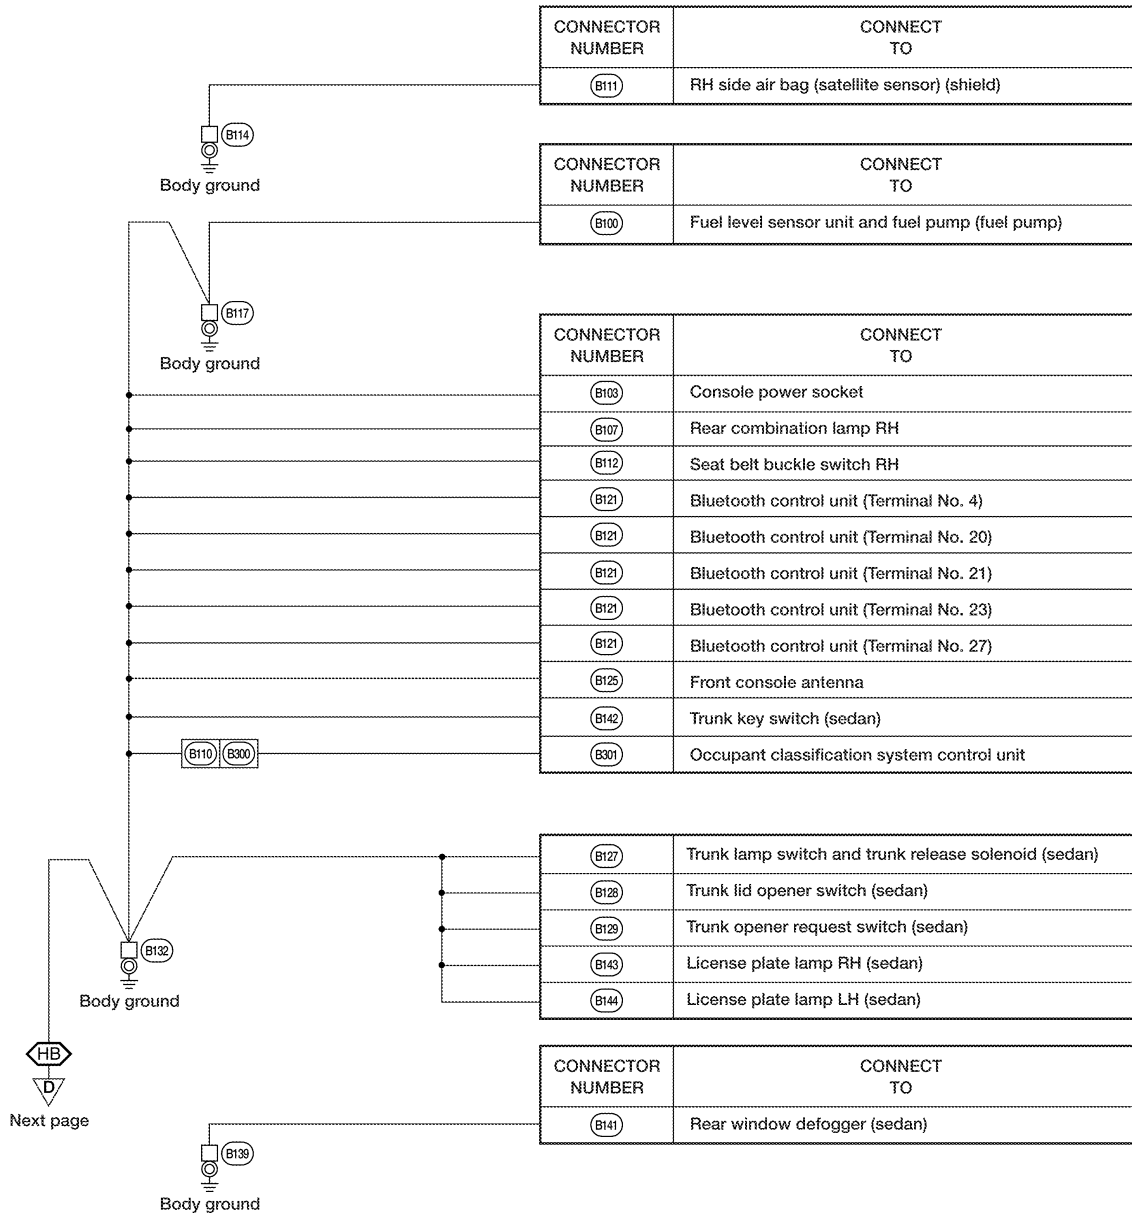 CONNECTOR NUMBER CONNECT TO
B111 RH side air bag (satellite sensor) (shield)
B114
Body ground
CONNECTOR NUMBER CONNECT TO
B100 Fuel level sensor unit and fuel pump (fuel pump)
B117
Body ground
CONNECTOR NUMBER CONNECT TO
B103 Console power socket
B107 Rear combination lamp RH
B112 Seat belt buckle switch RH
B121 Bluetooth control unit (Terminal No. 4)
B121 Bluetooth control unit (Terminal No. 20)
B121 Bluetooth control unit (Terminal No. 21)
B121 Bluetooth control unit (Terminal No. 23)
B121 Bluetooth control unit (Terminal No. 27)
B125 Front console antenna
B142 Trunk key switch (sedan)
B110 B300 B301 Occupant classification system control unit
B127 Trunk lamp switch and trunk release solenoid (sedan)
B128 Trunk lid opener switch (sedan)
B129 Trunk opener request switch (sedan)
B143 License plate lamp RH (sedan)
B144 License plate lamp LH (sedan)
B132
Body ground
HB
D
Next page
CONNECTOR NUMBER CONNECT TO
B141 Rear window defogger (sedan)
B139
Body ground